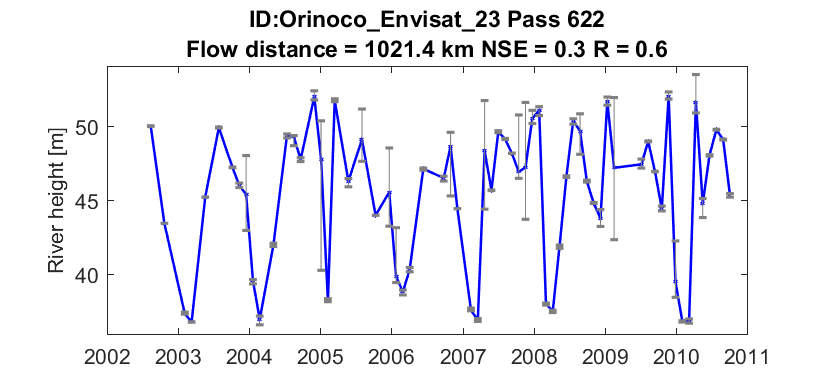 ID:Orinoco_Envisat_23 Pass 622
Flow distance = 1021.4 km NSE = 0.3 R = 0.6
River height [m]
50
45
40
2002 2003 2004 2005 2006 2007 2008 2009 2010 2011